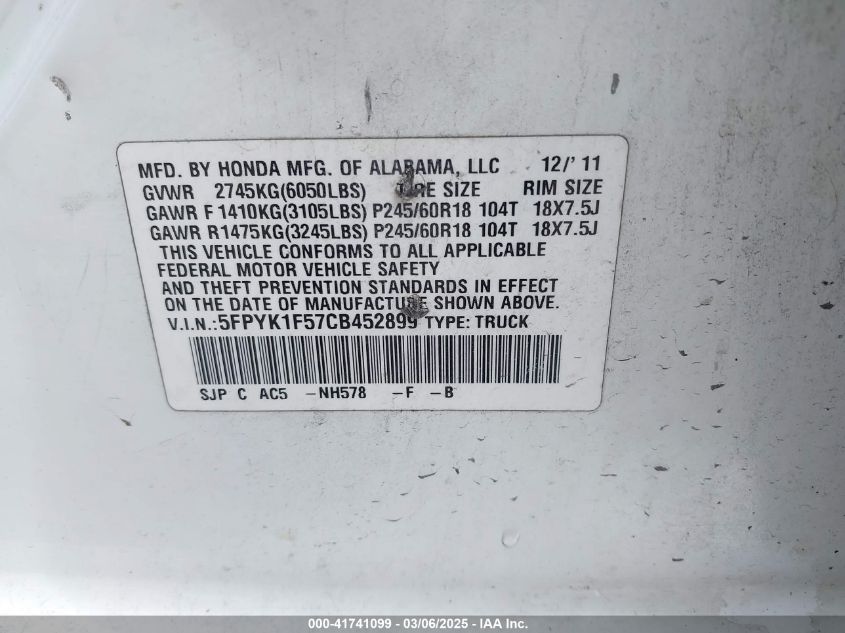 MFD. BY HONDA MFG. OF ALABAMA, LLC 12/'11
GVWR 2745KG(6050LBS) TIRE SIZE RIM SIZE
GAWR F 1410KG(3105LBS) P245/60R18 104T 18X7.5J
GAWR R1475KG(3245LBS) P245/60R18 104T 18X7.5J
THIS VEHICLE CONFORMS TO ALL APPLICABLE
FEDERAL MOTOR VEHICLE SAFETY
AND THEFT PREVENTION STANDARDS IN EFFECT
ON THE DATE OF MANUFACTURE SHOWN ABOVE.
V.I.N.:5FPYK1F57CB452899 TYPE: TRUCK
SJP C AC5 -NH578 -F -B
000-41741099 - 03/06/2025 - IAA Inc.